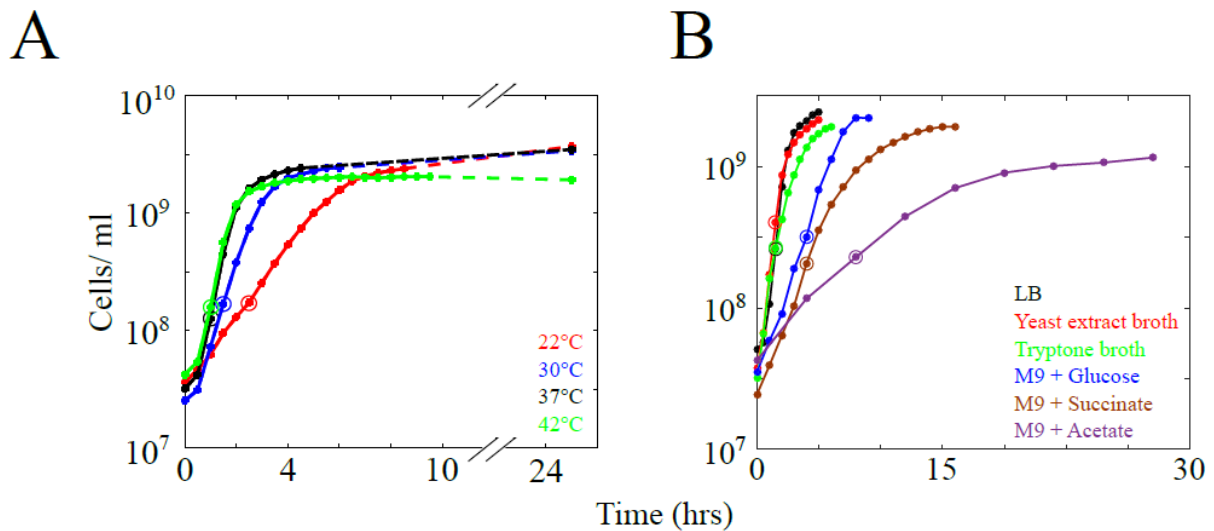 A
B
Cells/ ml
10^10
10^9
10^8
10^7
22°C
30°C
37°C
42°C
0
4
10
24
10^9
10^8
10^7
LB
Yeast extract broth
Tryptone broth
M9 + Glucose
M9 + Succinate
M9 + Acetate
0
15
30
Time (hrs)